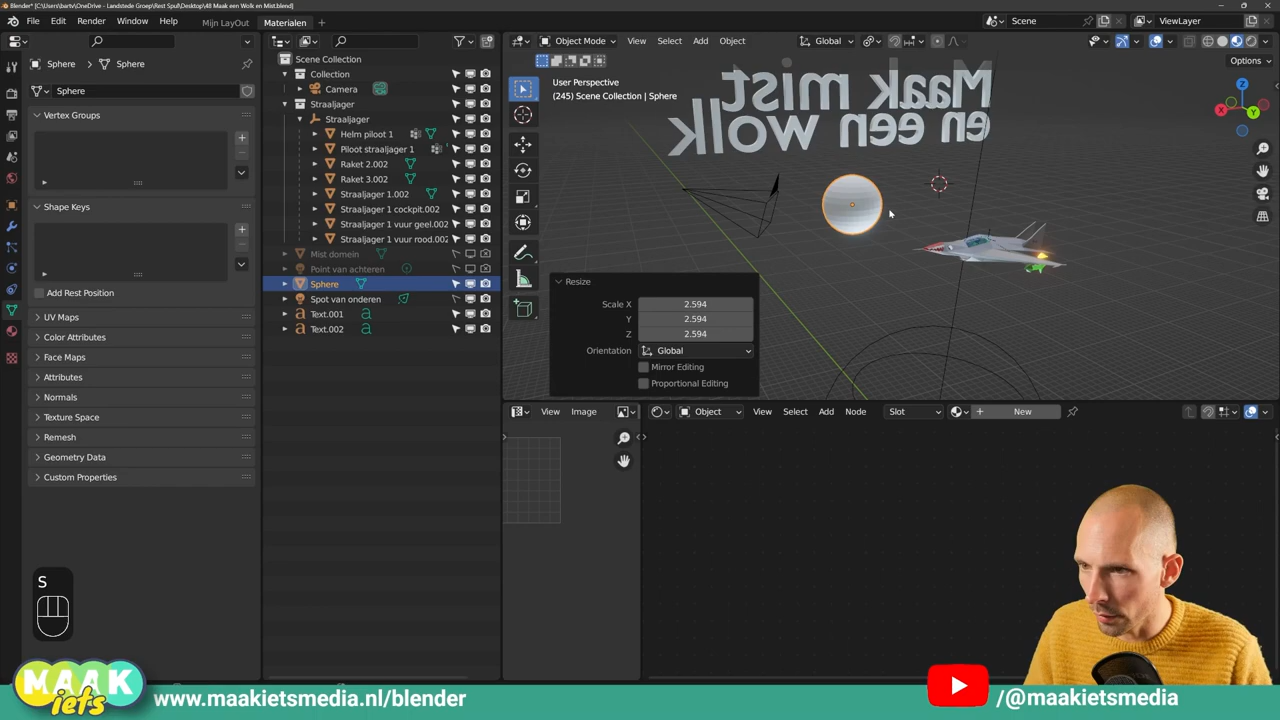 Blender* [C:\Users\bartv\OneDrive - Landstede Groep\Rest Spul\Desktop\48 Maak een Wolk en Mist.blend]
File Edit Render Window Help Mijn LayOut Materialen Scene ViewLayer
Object Mode View Select Add Object Global
Options
Sphere Sphere
Sphere
Vertex Groups
Shape Keys
Add Rest Position
UV Maps
Color Attributes
Face Maps
Attributes
Normals
Texture Space
Remesh
Geometry Data
Custom Properties
Scene Collection
Collection
Camera
Straaljager
Straaljager
Helm piloot 1
Piloot straaljager 1
Raket 2.002
Raket 3.002
Straaljager 1.002
Straaljager 1 cockpit.002
Straaljager 1 vuur geel.002
Straaljager 1 vuur rood.002
Mist domein
Point van achteren
Sphere
Spot van onderen
Text.001
Text.002
User Perspective
(245) Scene Collection | Sphere
Maak mist
en een wolk
X
Y
Z
Resize
Scale X 2.594
Y 2.594
Z 2.594
Orientation Global
Mirror Editing
Proportional Editing
View Image
Object View Select Add Node Slot New
S
MAAK
iets
www.maakietsmedia.nl/blender
/@maakietsmedia